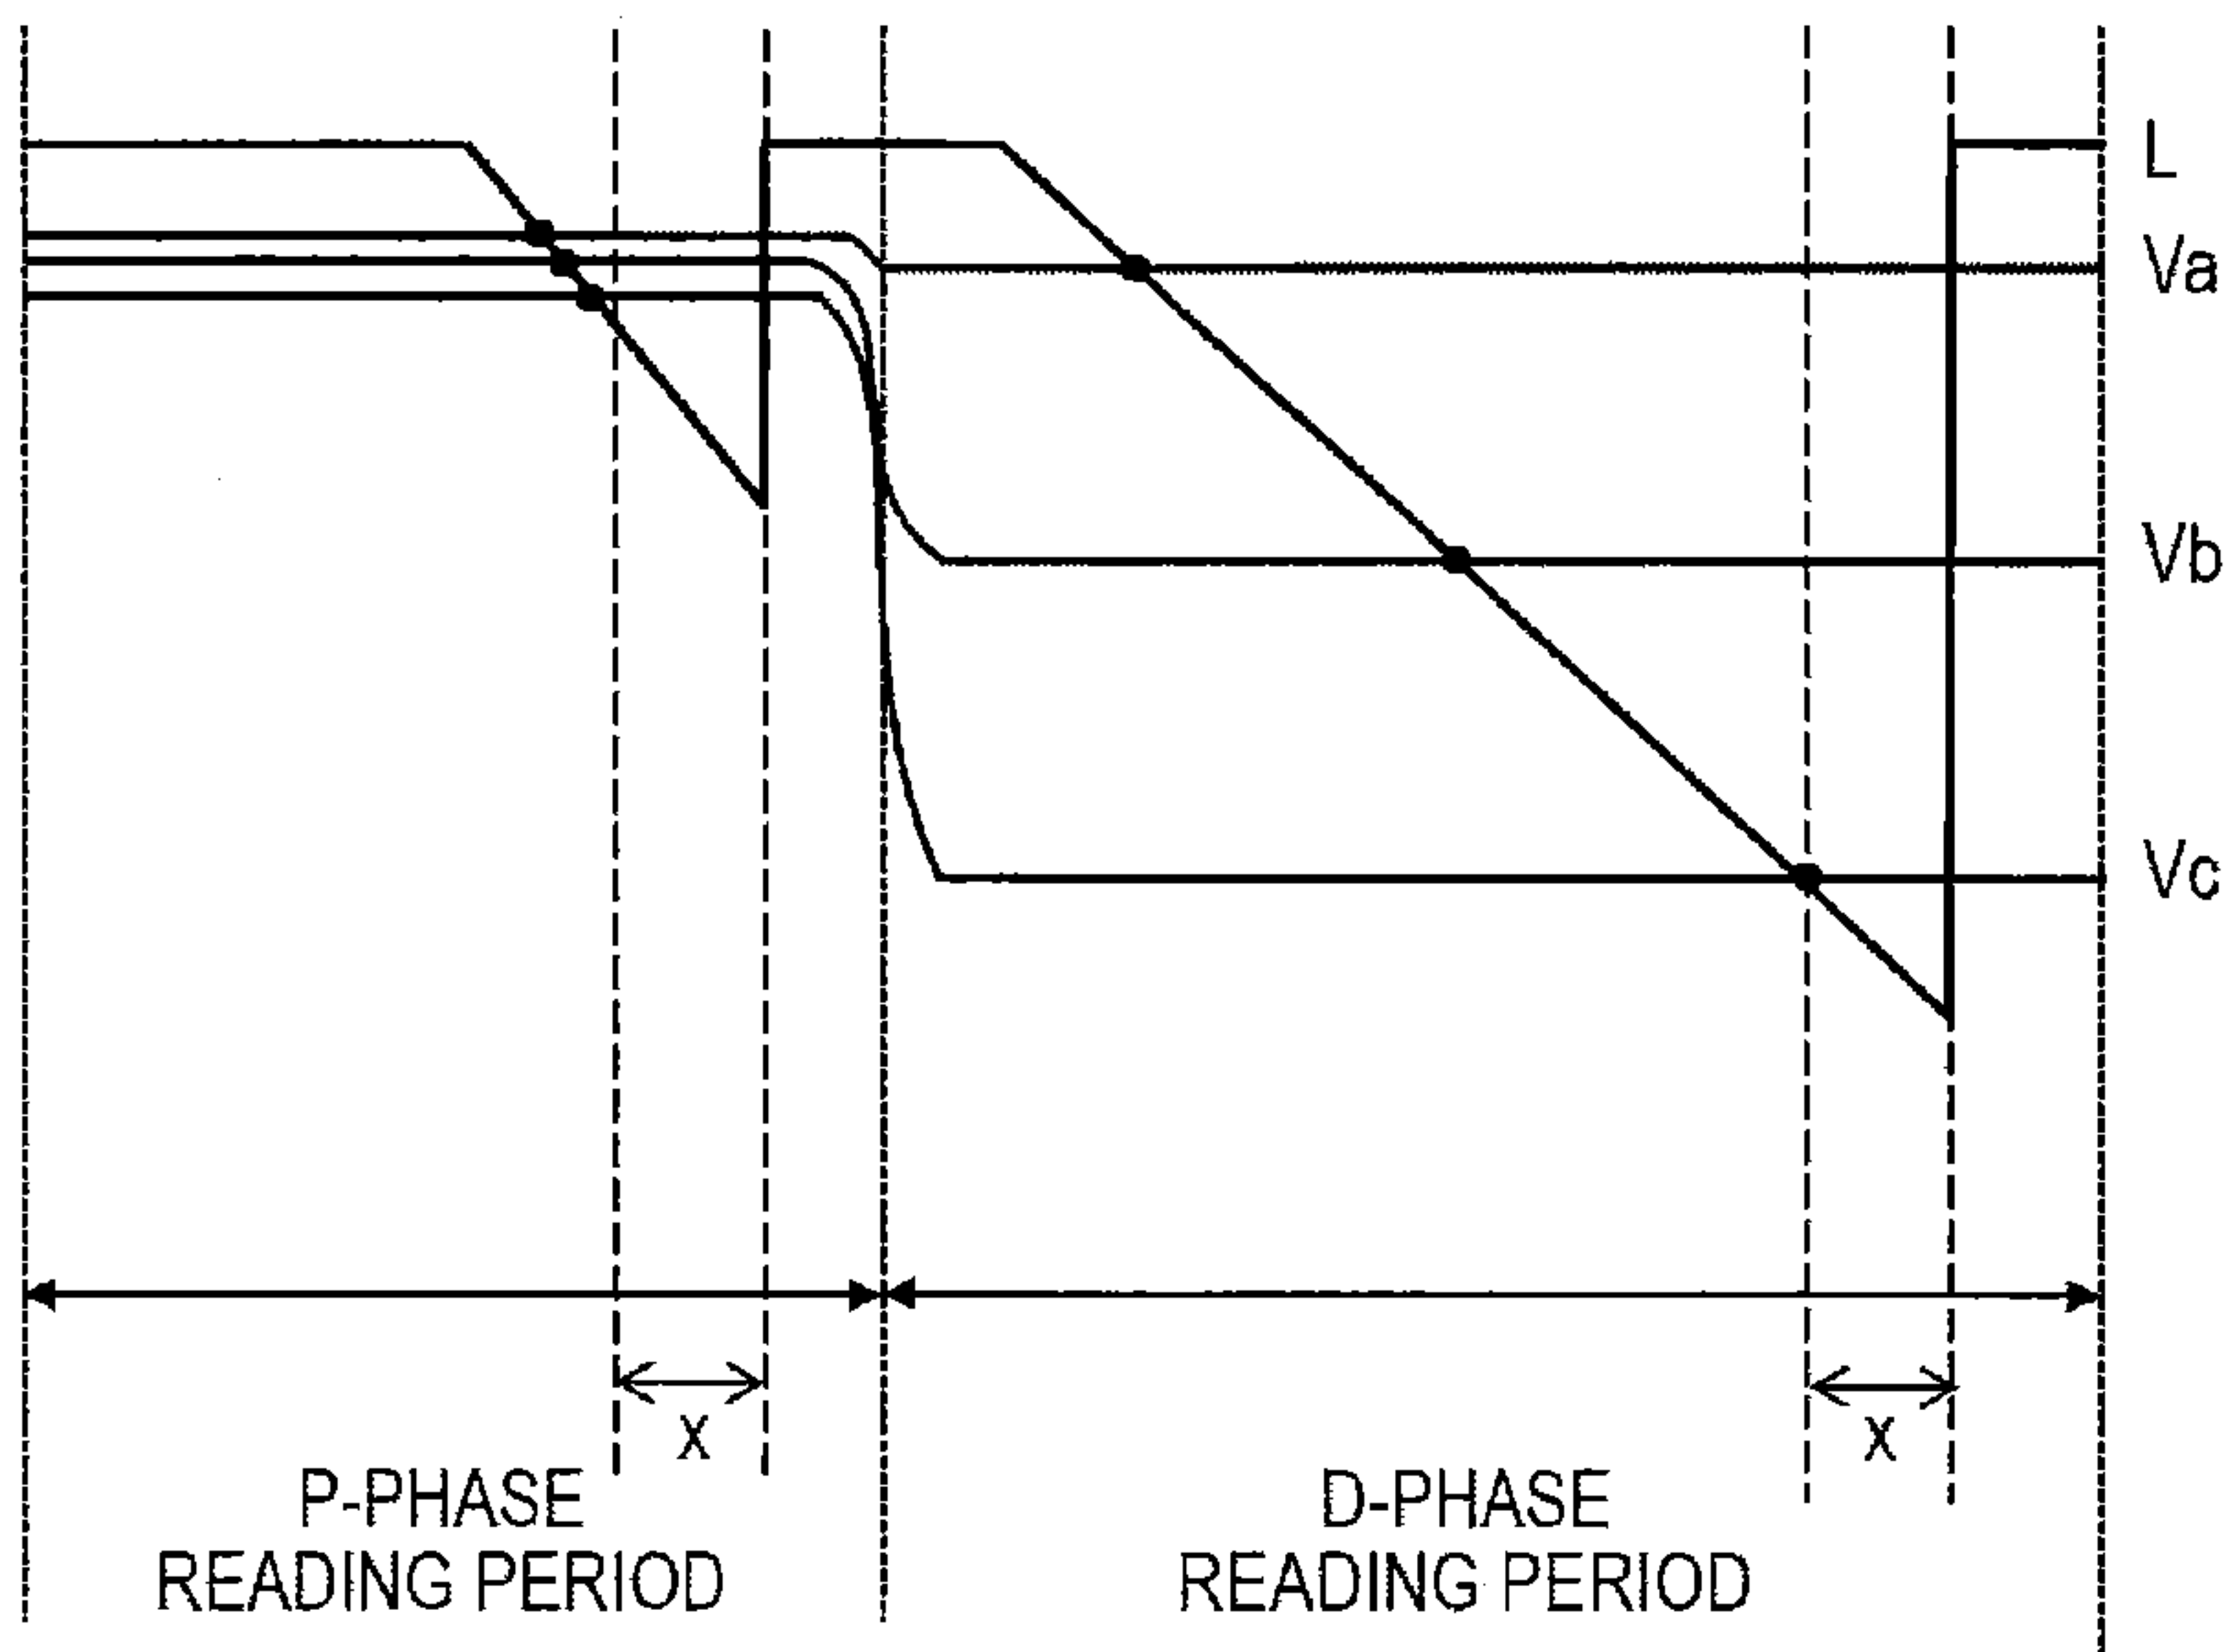 L
Va
Vb
Vc
X
X
P-PHASE
READING PERIOD
D-PHASE
READING PERIOD